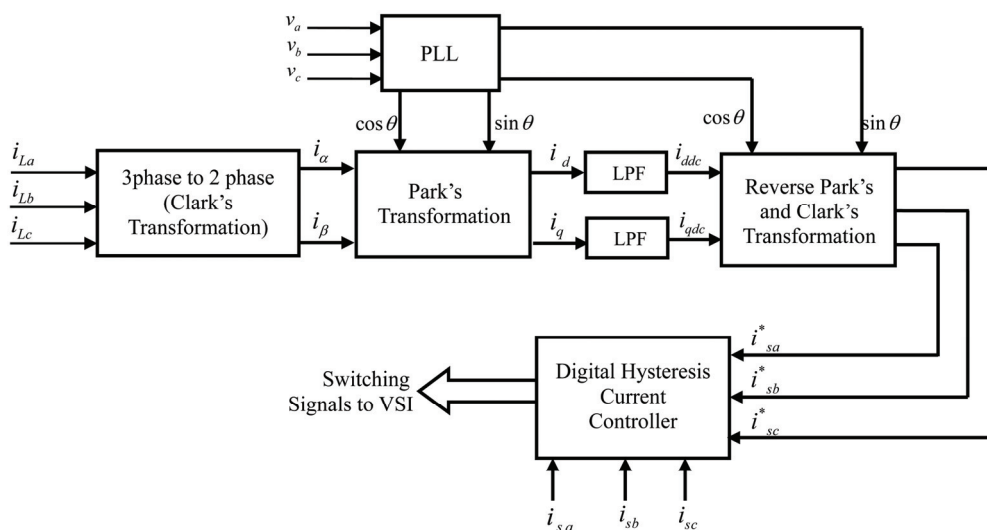 v_a
v_b
v_c
PLL
cos θ
sin θ
cos θ
sin θ
i_La
i_Lb
i_Lc
3phase to 2 phase
(Clark's
Transformation)
i_α
i_β
Park's
Transformation
i_d
i_q
LPF
LPF
i_ddc
i_qdc
Reverse Park's
and Clark's
Transformation
Switching
Signals to VSI
Digital Hysteresis
Current
Controller
i*_sa
i*_sb
i*_sc
i_sa
i_sb
i_sc